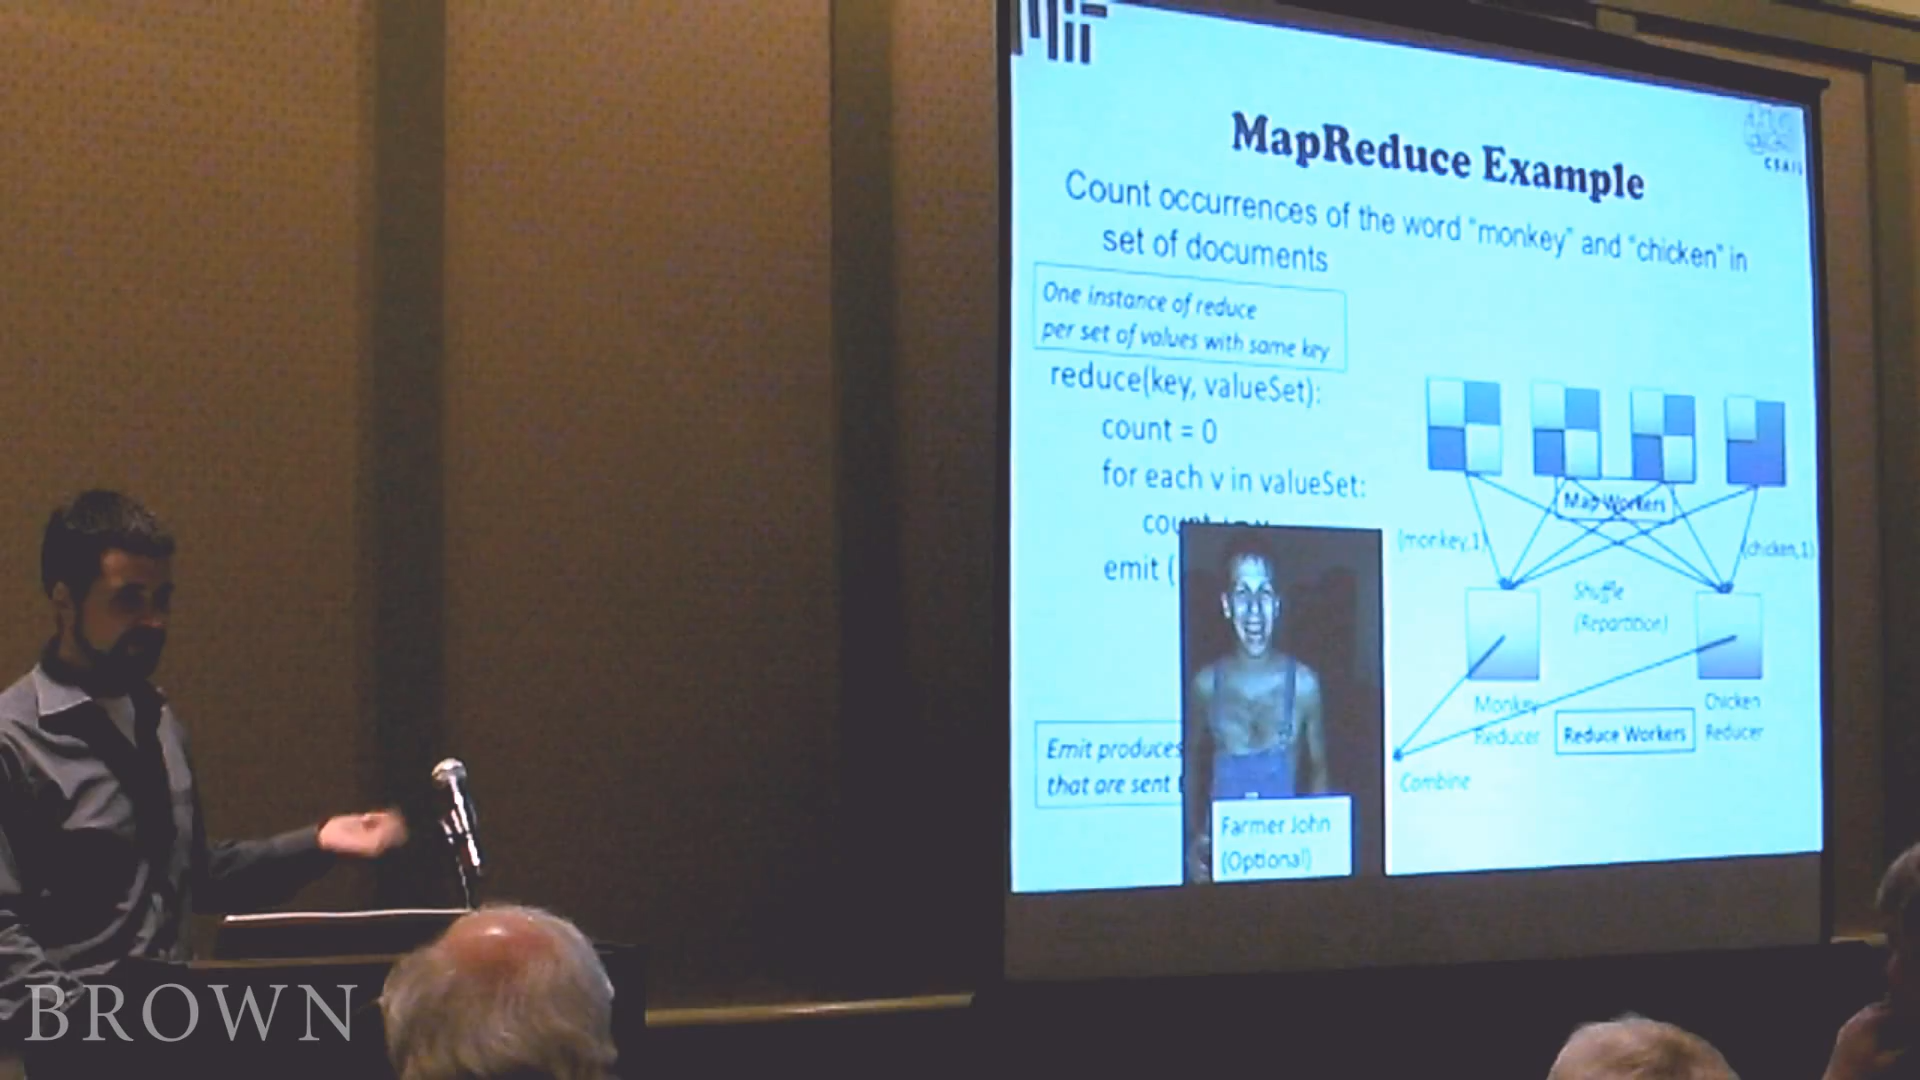 MIT
CSAIL
MapReduce Example
Count occurrences of the word "monkey" and "chicken" in
set of documents
One instance of reduce
per set of values with same key
reduce(key, valueSet):
count = 0
for each v in valueSet:
count += v
emit (
Emit produces
that are sent
Farmer John
(Optional)
Map Workers
(monkey,1)
(chicken,1)
Shuffle
(Repartition)
Monkey
Reducer
Reduce Workers
Chicken
Reducer
Combine
BROWN